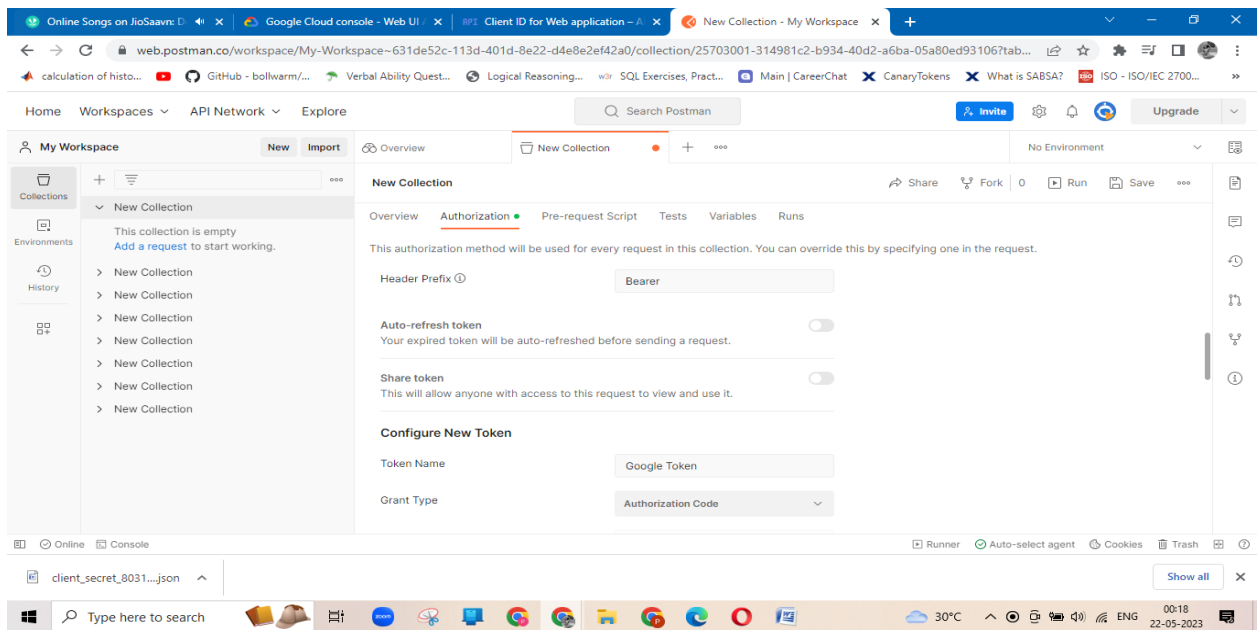 Online Songs on JioSaavn: D
Google Cloud console - Web UI /
API Client ID for Web application – A
New Collection - My Workspace
web.postman.co/workspace/My-Workspace~631de52c-113d-401d-8e22-d4e8e2ef42a0/collection/25703001-314981c2-b934-40d2-a6ba-05a80ed93106?tab...
calculation of histo...
GitHub - bollwarm/...
Verbal Ability Quest...
Logical Reasoning...
w3r SQL Exercises, Pract...
Main | CareerChat
CanaryTokens
What is SABSA?
ISO - ISO/IEC 2700...
Home Workspaces API Network Explore
Search Postman
Invite
Upgrade
My Workspace
New Import
Overview
New Collection
No Environment
Collections
New Collection
New Collection
Share Fork 0 Run Save
This collection is empty
Add a request to start working.
Overview Authorization Pre-request Script Tests Variables Runs
Environments
This authorization method will be used for every request in this collection. You can override this by specifying one in the request.
History
New Collection
New Collection
New Collection
New Collection
New Collection
New Collection
New Collection
Header Prefix
Bearer
Auto-refresh token
Your expired token will be auto-refreshed before sending a request.
Share token
This will allow anyone with access to this request to view and use it.
Configure New Token
Token Name
Google Token
Grant Type
Authorization Code
Online Console
Runner Auto-select agent Cookies Trash
client_secret_8031....json
Show all
Type here to search
zoom
30°C
ENG
00:18
22-05-2023